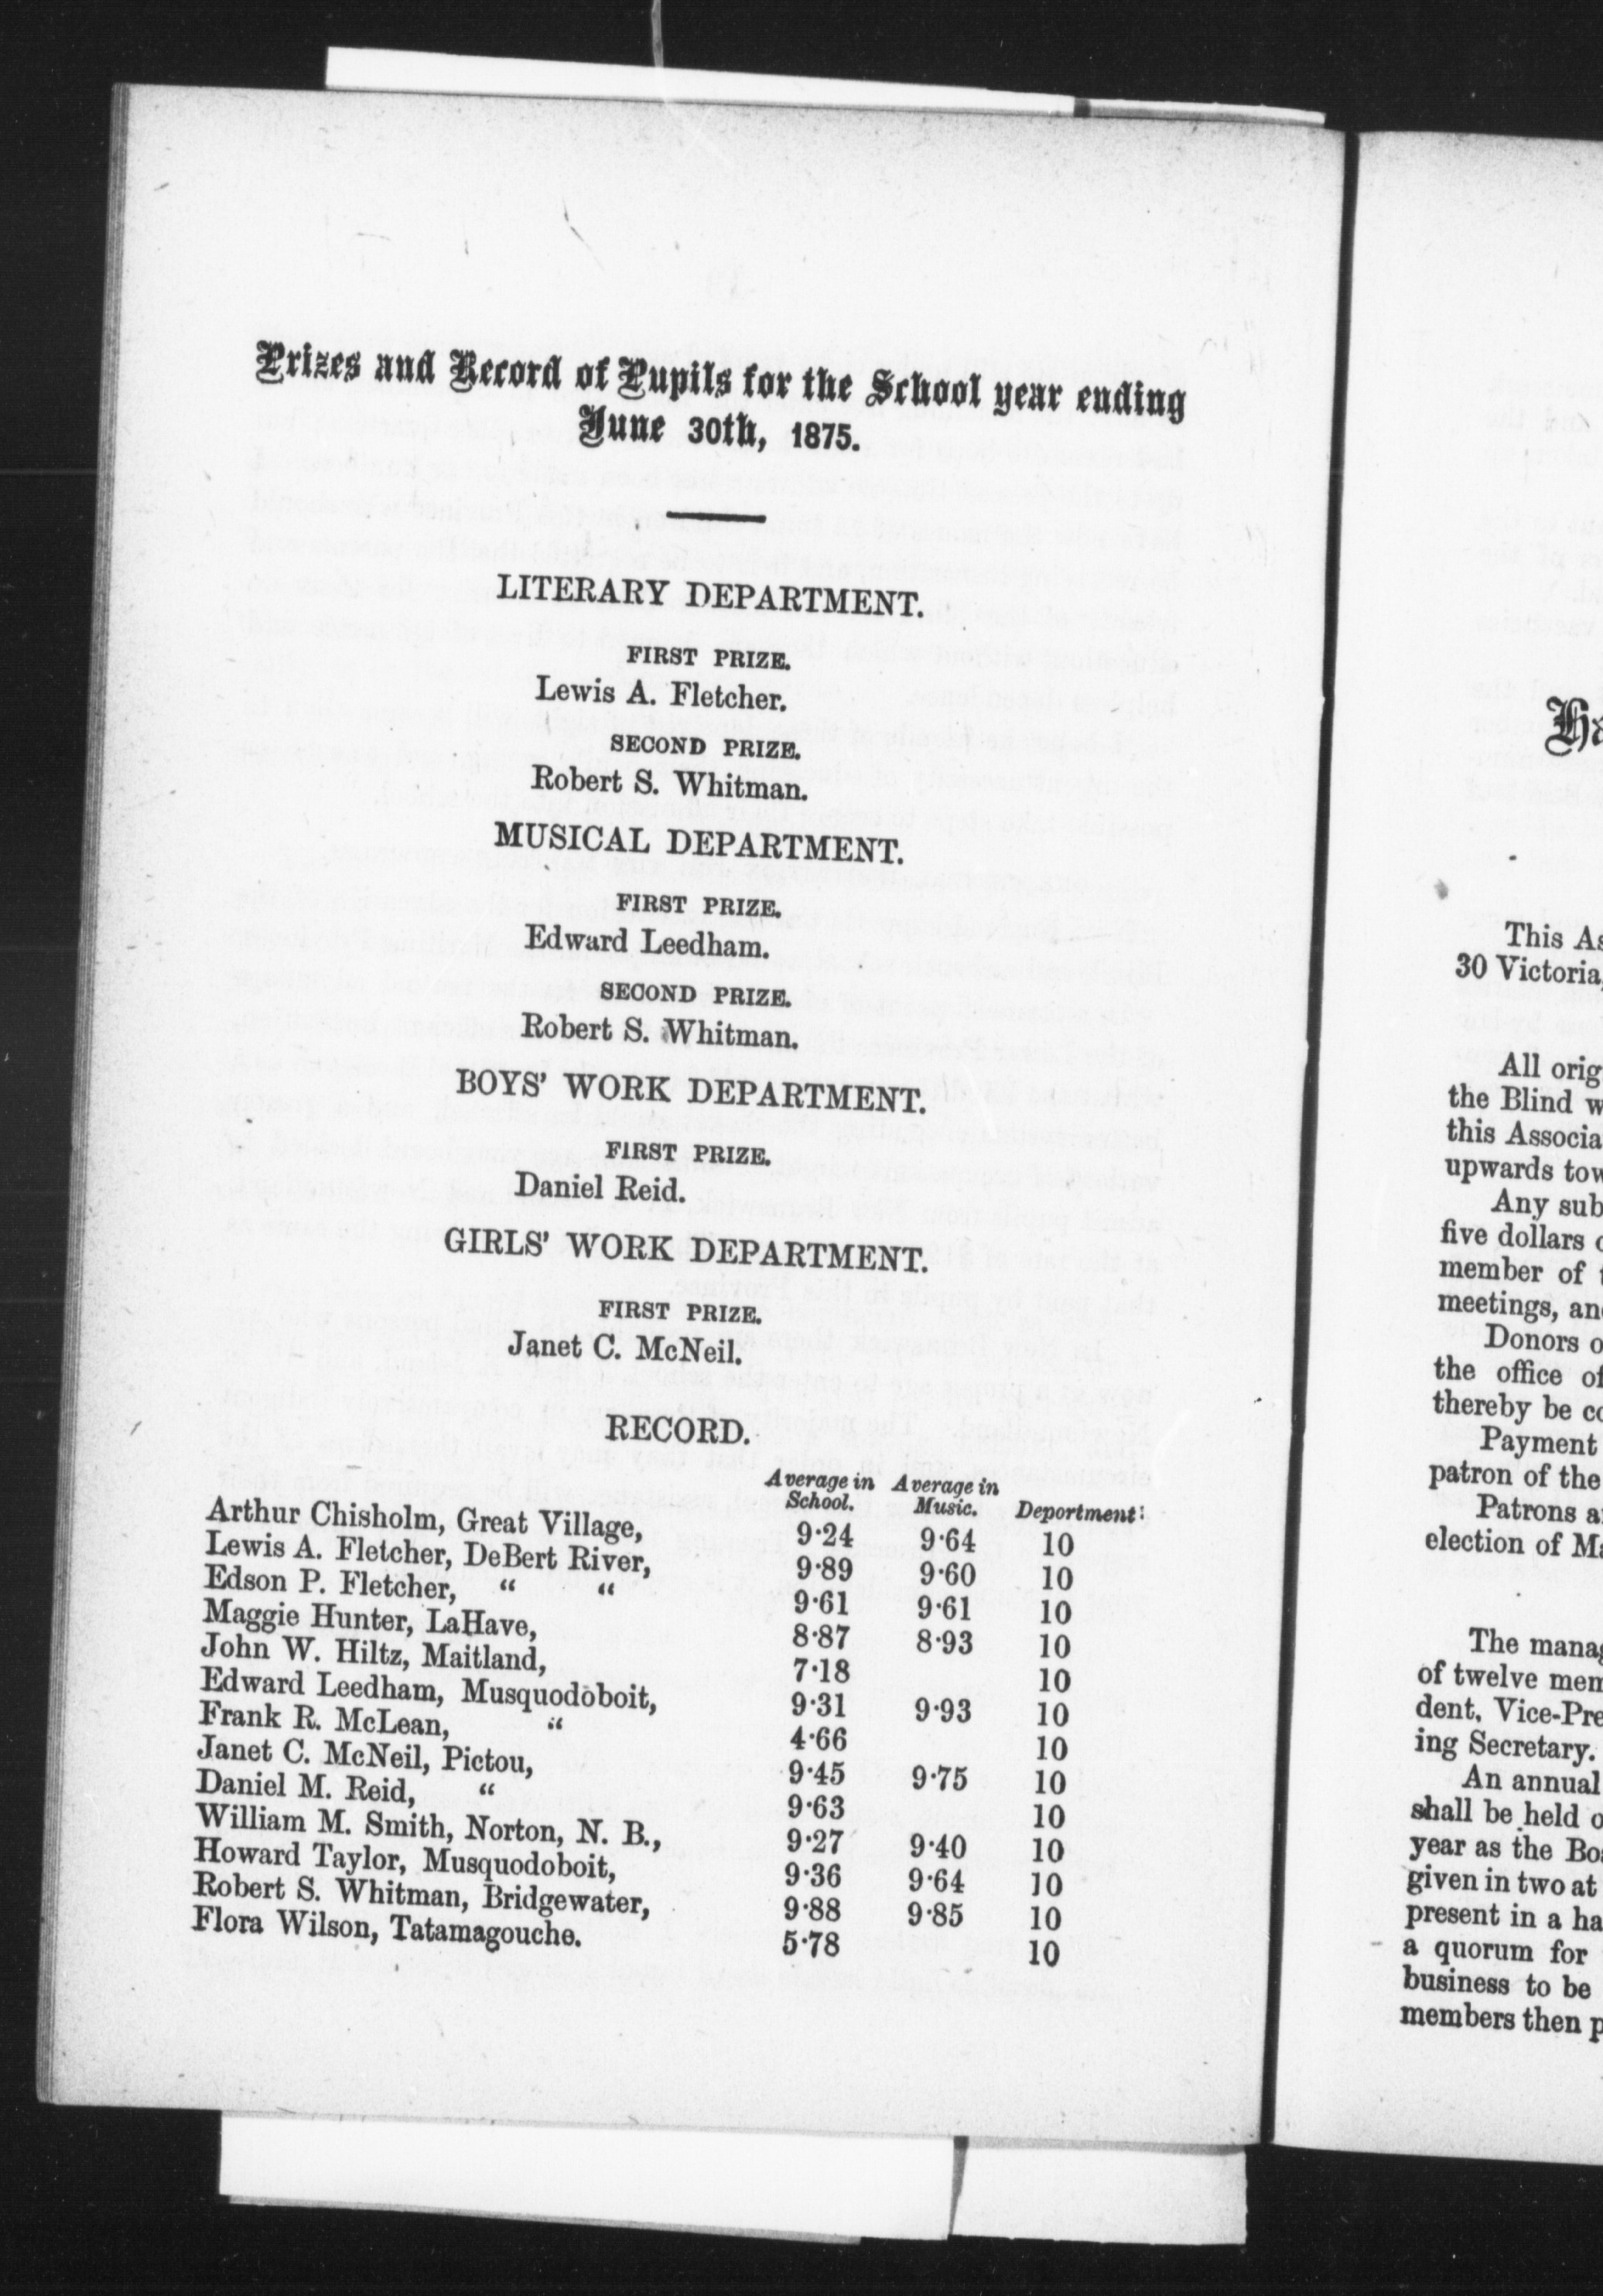 Prizes and Record of Pupils for the School year ending
June 30th, 1875.
LITERARY DEPARTMENT.
FIRST PRIZE.
Lewis A. Fletcher.
SECOND PRIZE.
Robert S. Whitman.
MUSICAL DEPARTMENT.
FIRST PRIZE.
Edward Leedham.
SECOND PRIZE.
Robert S. Whitman.
BOYS' WORK DEPARTMENT.
FIRST PRIZE.
Daniel Reid.
GIRLS' WORK DEPARTMENT.
FIRST PRIZE.
Janet C. McNeil.
RECORD.
Average in Average in
School. Music. Deportment:
Arthur Chisholm, Great Village, 9·24 9·64 10
Lewis A. Fletcher, DeBert River, 9·89 9·60 10
Edson P. Fletcher, “ “ 9·61 9·61 10
Maggie Hunter, LaHave, 8·87 8·93 10
John W. Hiltz, Maitland, 7·18 10
Edward Leedham, Musquodoboit, 9·31 9·93 10
Frank R. McLean, “ 4·66 10
Janet C. McNeil, Pictou, 9·45 9·75 10
Daniel M. Reid, “ 9·63 10
William M. Smith, Norton, N. B., 9·27 9·40 10
Howard Taylor, Musquodoboit, 9·36 9·64 10
Robert S. Whitman, Bridgewater, 9·88 9·85 10
Flora Wilson, Tatamagouche. 5·78 10
Ha
This As
30 Victoria,
All orig
the Blind w
this Associa
upwards tow
Any sub
five dollars o
member of t
meetings, an
Donors o
the office of
thereby be co
Payment
patron of the
Patrons a
election of Ma
The manag
of twelve mem
dent, Vice-Pre
ing Secretary.
An annual
shall be held o
year as the Boa
given in two at
present in a ha
a quorum for
business to be
members then p